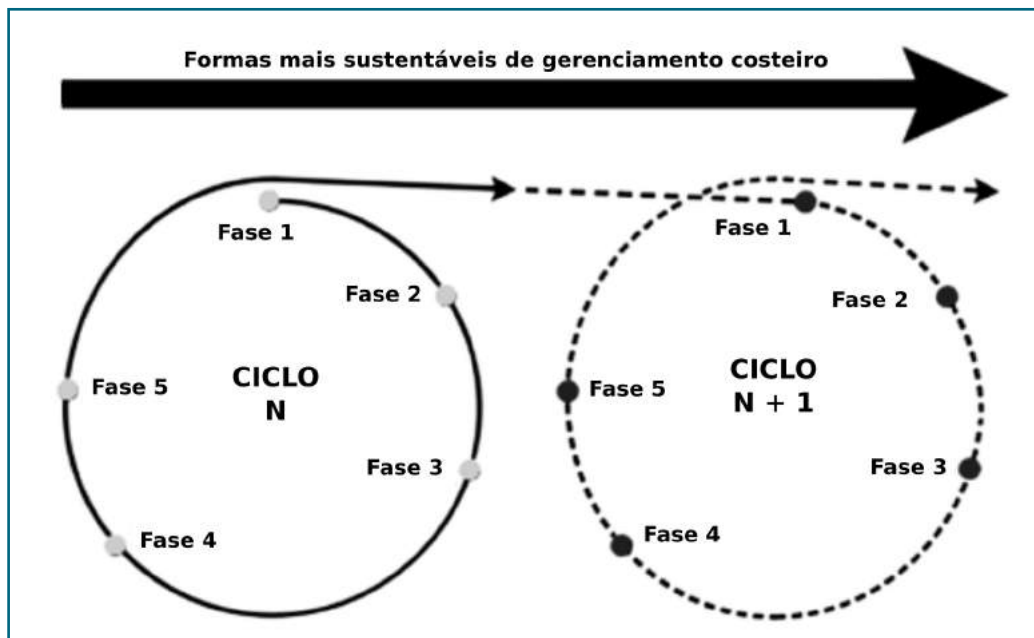 Formas mais sustentáveis de gerenciamento costeiro
Fase 1
Fase 2
Fase 5
CICLO
N
Fase 3
Fase 4
Fase 1
Fase 2
Fase 5
CICLO
N + 1
Fase 3
Fase 4